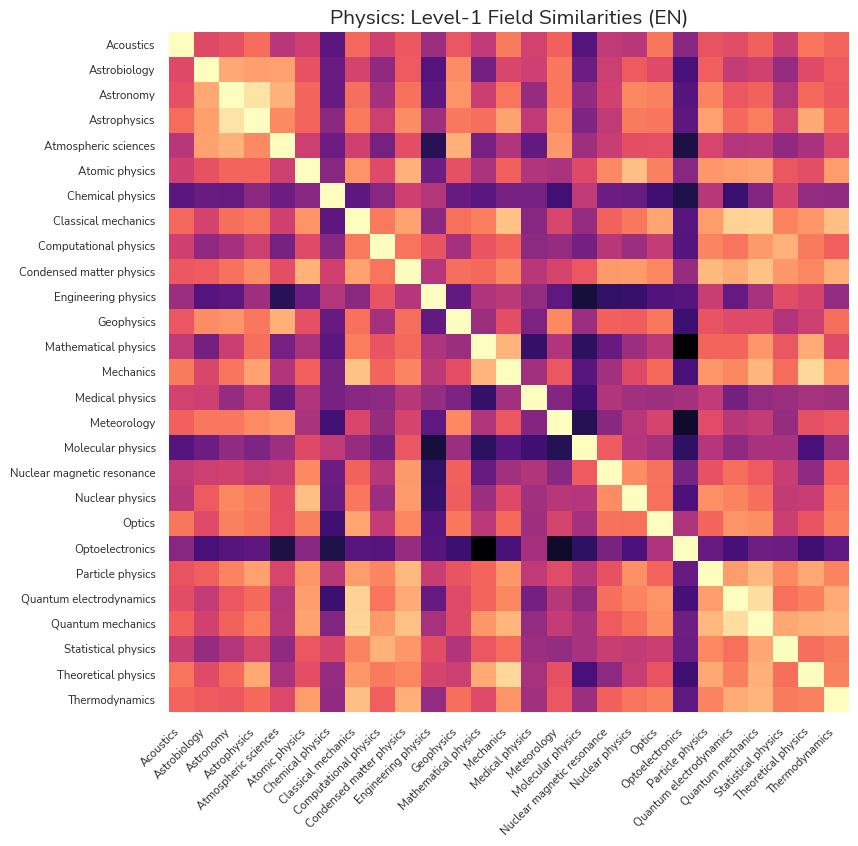 Physics: Level-1 Field Similarities (EN)
Acoustics
Astrobiology
Astronomy
Astrophysics
Atmospheric sciences
Atomic physics
Chemical physics
Classical mechanics
Computational physics
Condensed matter physics
Engineering physics
Geophysics
Mathematical physics
Mechanics
Medical physics
Meteorology
Molecular physics
Nuclear magnetic resonance
Nuclear physics
Optics
Optoelectronics
Particle physics
Quantum electrodynamics
Quantum mechanics
Statistical physics
Theoretical physics
Thermodynamics
Acoustics
Astrobiology
Astronomy
Astrophysics
Atmospheric sciences
Atomic physics
Chemical physics
Classical mechanics
Computational physics
Condensed matter physics
Engineering physics
Geophysics
Mathematical physics
Mechanics
Medical physics
Meteorology
Molecular physics
Nuclear magnetic resonance
Nuclear physics
Optics
Optoelectronics
Particle physics
Quantum electrodynamics
Quantum mechanics
Statistical physics
Theoretical physics
Thermodynamics